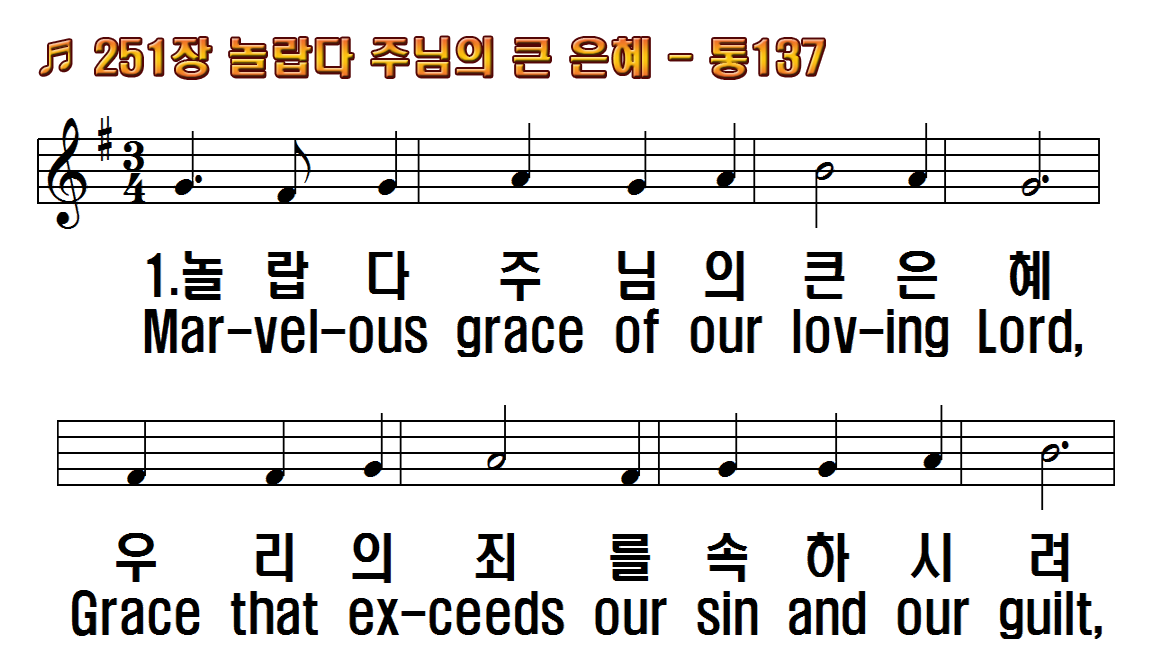 ♬ 251장 놀랍다 주님의 큰 은혜 - 통137
3
4
1.놀 랍 다 주 님 의 큰 은 혜
Mar-vel-ous grace of our lov-ing Lord,
우 리 의 죄 를 속 하 시 려
Grace that ex-ceeds our sin and our guilt,